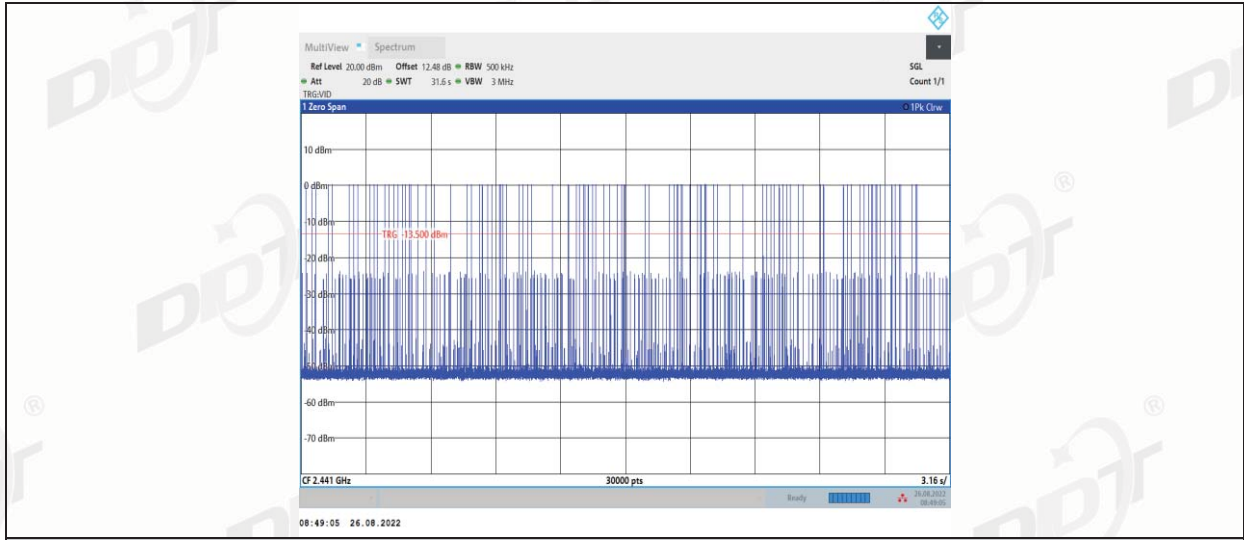 MultiView Spectrum
Ref Level 20.00 dBm Offset 12.48 dB RBW 500 kHz SGL
Att 20 dB SWT 31.6 s VBW 3 MHz Count 1/1
TRG:VID
1 Zero Span 1Pk Clrw
10 dBm
0 dBm
-10 dBm
TRG -13.500 dBm
-20 dBm
-30 dBm
-40 dBm
-50 dBm
-60 dBm
-70 dBm
CF 2.441 GHz 30000 pts 3.16 s/
Ready 26.08.2022
08:49:05
08:49:05 26.08.2022
DDT
®